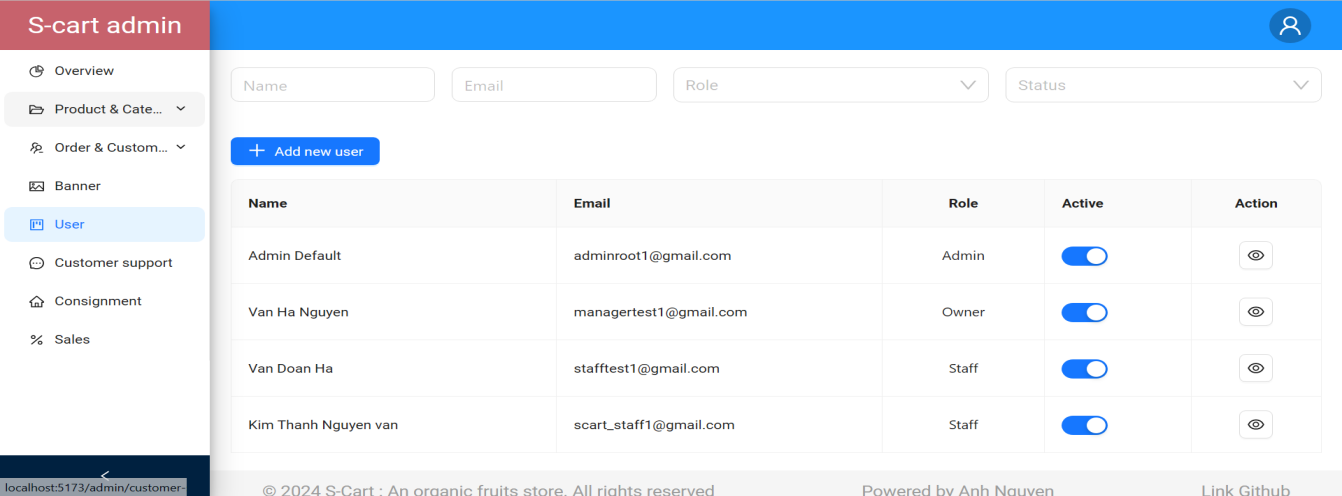 S-cart admin
Overview
Product & Cate...
Order & Custom...
Banner
User
Customer support
Consignment
Sales
localhost:5173/admin/customer-
Name Email Role Status
Add new user
Name Email Role Active Action
Admin Default adminroot1@gmail.com Admin
Van Ha Nguyen managertest1@gmail.com Owner
Van Doan Ha stafftest1@gmail.com Staff
Kim Thanh Nguyen van scart_staff1@gmail.com Staff
© 2024 S-Cart : An organic fruits store. All rights reserved Powered by Anh Nguyen Link Github